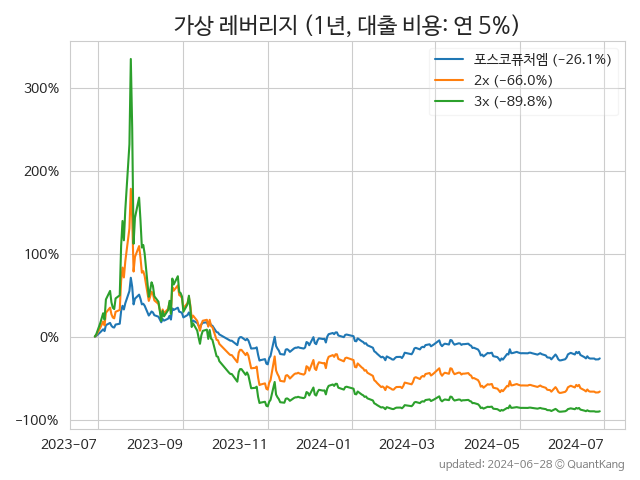 가상 레버리지 (1년, 대출 비용: 연 5%)
포스코퓨처엠 (−26.1%)
2x (−66.0%)
3x (−89.8%)
300%
200%
100%
0%
−100%
2023-07 2023-09 2023-11 2024-01 2024-03 2024-05 2024-07
updated: 2024-06-28 © QuantKang